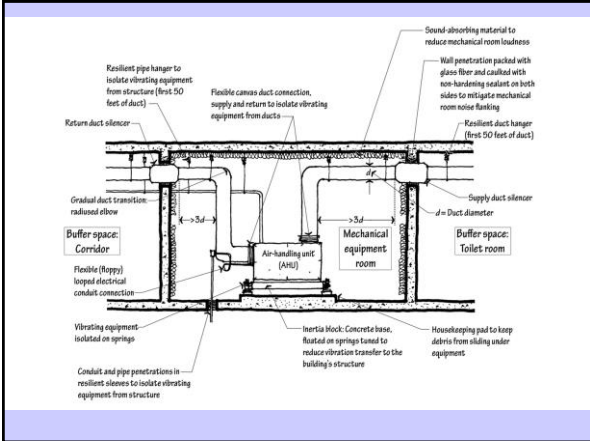 Sound-absorbing material to
reduce mechanical room loudness
Resilient pipe hanger to
isolate vibrating equipment
from structure (first 50
feet of duct)
Flexible canvas duct connection,
supply and return to isolate vibrating
equipment from ducts
Wall penetration packed with
glass fiber and caulked with
non-hardening sealant on both
sides to mitigate mechanical
room noise flanking
Return duct silencer
Resilient duct hanger
(first 50 feet of duct)
d
Gradual duct transition:
radiused elbow
Supply duct silencer
d = Duct diameter
>3d
>3d
Buffer space:
Corridor
Air-handling unit
(AHU)
Mechanical
equipment
room
Buffer space:
Toilet room
Flexible (floppy)
looped electrical
conduit connection
Vibrating equipment
isolated on springs
Inertia block: Concrete base,
floated on springs tuned to
reduce vibration transfer to the
building's structure
Housekeeping pad to keep
debris from sliding under
equipment
Conduit and pipe penetrations in
resilient sleeves to isolate vibrating
equipment from structure